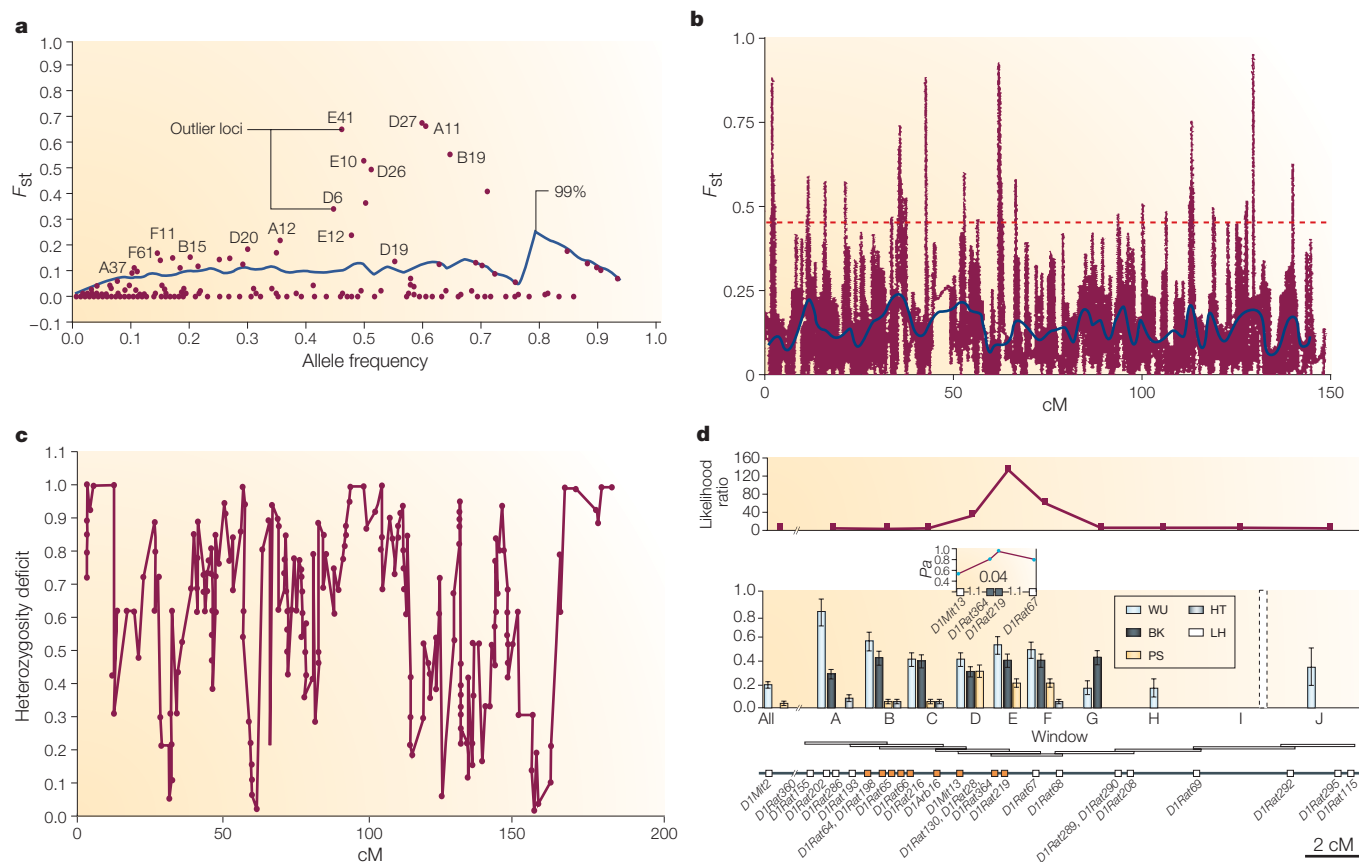 a
1.0
0.9
0.8
0.7
0.6
0.5
0.4
0.3
0.2
0.1
0.0
–0.1
Fst
Outlier loci
E41
D27
A11
E10
D26
B19
D6
99%
E12
F11
F61
B15
D20
A12
D19
A37
0.0 0.1 0.2 0.3 0.4 0.5 0.6 0.7 0.8 0.9 1.0
Allele frequency
b
1.0
0.75
0.5
0.25
0
Fst
0 50 100 150
cM
c
1.1
1.0
0.9
0.8
0.7
0.6
0.5
0.4
0.3
0.2
0.1
0.0
Heterozygosity deficit
0 50 100 150 200
cM
d
160
120
80
40
0
Likelihood
ratio
1.0
0.8
0.6
0.4
Pa
0.04
1.1 1.1
D1Mit13
D1Rat364
D1Rat219
D1Rat67
1.0
0.8
0.6
0.4
0.2
0.0
WU HT
BK LH
PS
All A B C D E F G H I J
Window
D1Mit2
D1Rat360
D1Rat155
D1Rat202
D1Rat286
D1Rat193
D1Rat64, D1Rat198
D1Rat65
D1Rat66
D1Rat216
D1Arb16
D1Mit13
D1Rat130, D1Rat28
D1Rat364
D1Rat219
D1Rat67
D1Rat68
D1Rat289, D1Rat290
D1Rat208
D1Rat69
D1Rat292
D1Rat295
D1Rat115
2 cM